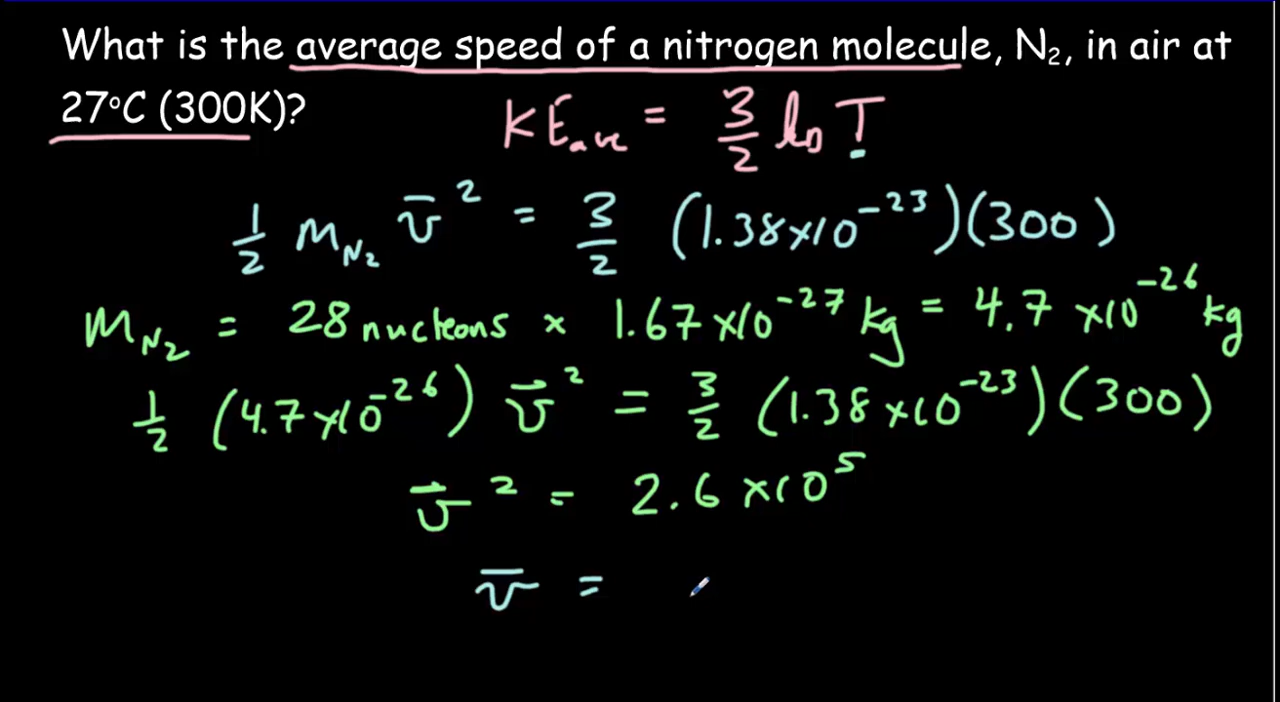 What is the average speed of a nitrogen molecule, N₂, in air at
27°C (300K)?
KE_ave = 3/2 k_B T
1/2 m_N₂ v̄² = 3/2 (1.38×10⁻²³)(300)
m_N₂ = 28 nucleons × 1.67×10⁻²⁷ kg = 4.7 ×10⁻²⁶ kg
1/2 (4.7×10⁻²⁶) v̄² = 3/2 (1.38×10⁻²³)(300)
v̄² = 2.6 ×10⁵
v̄ =